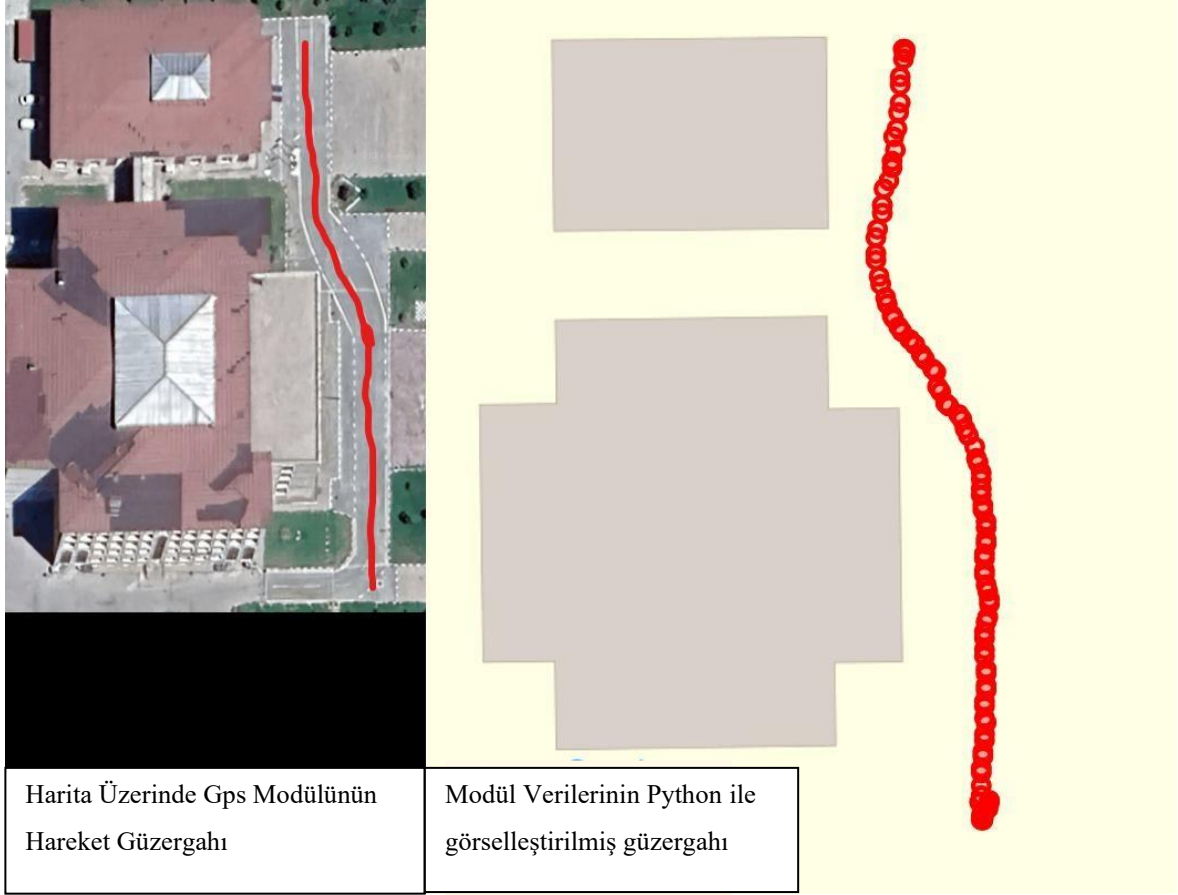 Harita Üzerinde Gps Modülünün
Hareket Güzergahı
Modül Verilerinin Python ile
görselleştirilmiş güzergahı